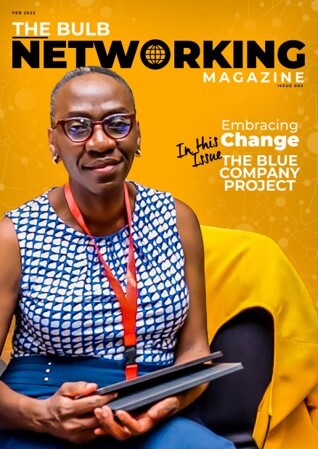 FEB 2023
THE BULB
NETWORKING
MAGAZINE
ISSUE 002
Embracing
Change
In this
Issue
THE BLUE
COMPANY
PROJECT